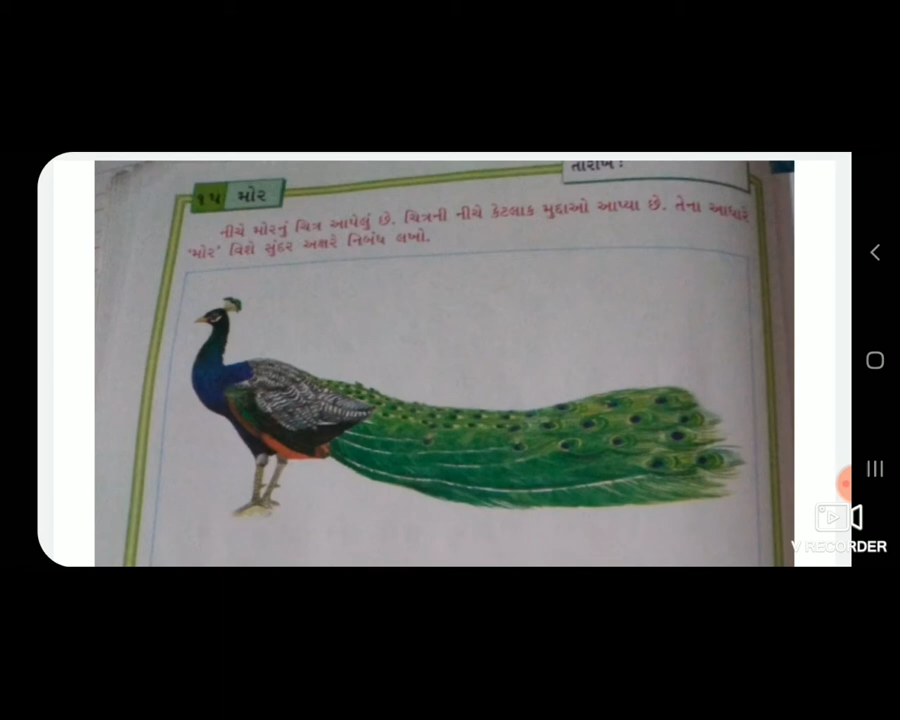 તારીખ :
૧૫ મોર
નીચે મોરનું ચિત્ર આપેલું છે. ચિત્રની નીચે કેટલાક મુદ્દાઓ આપ્યા છે. તેના આધારે
'મોર' વિશે સુંદર અક્ષરે નિબંધ લખો.
V RECORDER